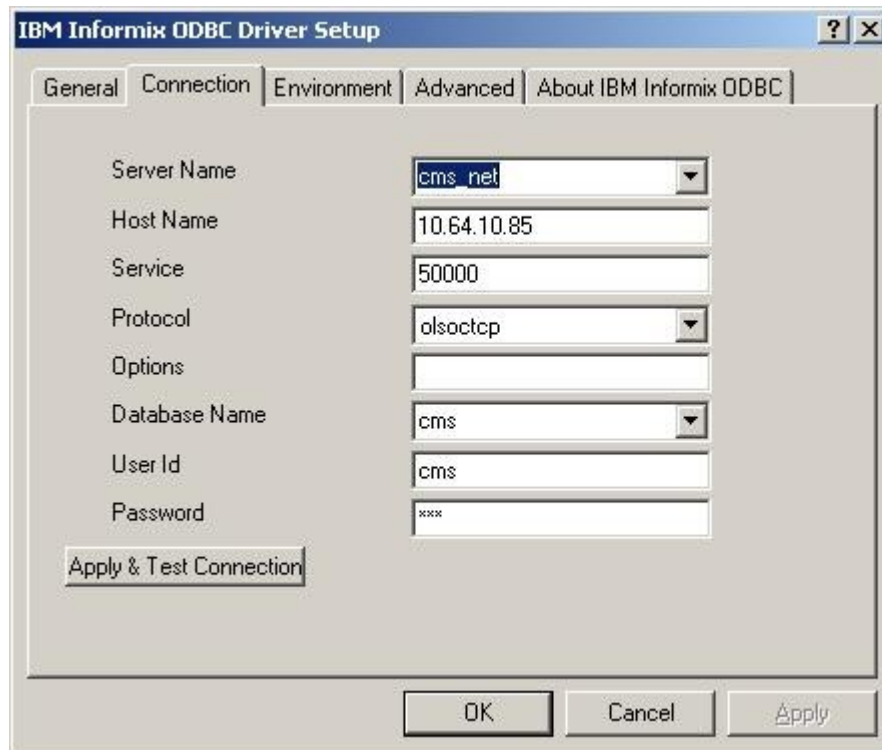 IBM Informix ODBC Driver Setup
General Connection Environment Advanced About IBM Informix ODBC
Server Name cms_net
Host Name 10.64.10.85
Service 50000
Protocol olsoctcp
Options
Database Name cms
User Id cms
Password ***
Apply & Test Connection
OK Cancel Apply